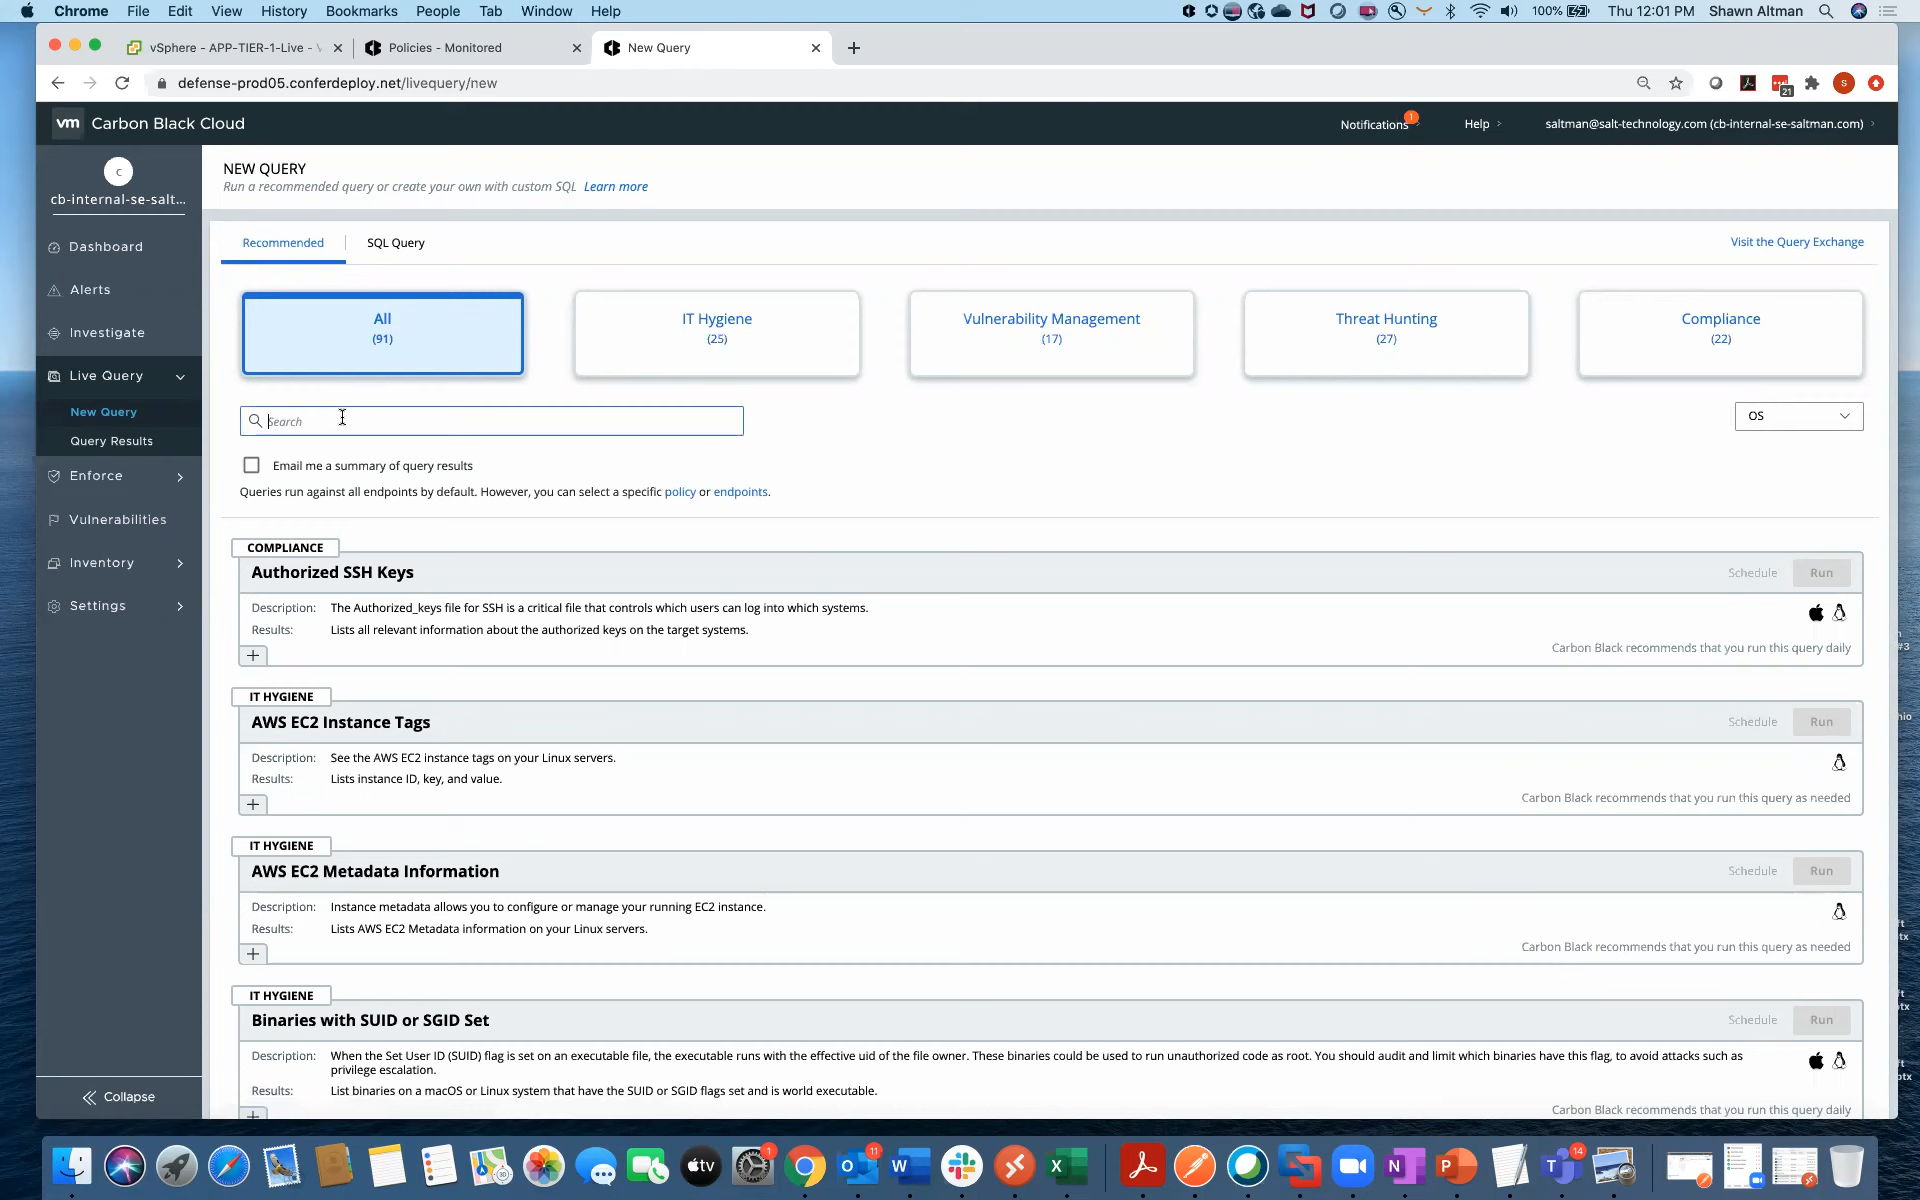 Chrome File Edit View History Bookmarks People Tab Window Help 100% Thu 12:01 PM Shawn Altman
vSphere - APP-TIER-1-Live - Policies - Monitored New Query
defense-prod05.conferdeploy.net/livequery/new 21 S
vm Carbon Black Cloud Notifications 1 Help saltman@salt-technology.com (cb-internal-se-saltman.com)
C
cb-internal-se-salt...
Dashboard
Alerts
Investigate
Live Query
New Query
Query Results
Enforce
Vulnerabilities
Inventory
Settings
Collapse
NEW QUERY
Run a recommended query or create your own with custom SQL Learn more
Recommended SQL Query Visit the Query Exchange
All IT Hygiene Vulnerability Management Threat Hunting Compliance
(91) (25) (17) (27) (22)
Search OS
Email me a summary of query results
Queries run against all endpoints by default. However, you can select a specific policy or endpoints.
COMPLIANCE
Authorized SSH Keys Schedule Run
Description: The Authorized_keys file for SSH is a critical file that controls which users can log into which systems.
Results: Lists all relevant information about the authorized keys on the target systems.
Carbon Black recommends that you run this query daily
IT HYGIENE
AWS EC2 Instance Tags Schedule Run
Description: See the AWS EC2 instance tags on your Linux servers.
Results: Lists instance ID, key, and value.
Carbon Black recommends that you run this query as needed
IT HYGIENE
AWS EC2 Metadata Information Schedule Run
Description: Instance metadata allows you to configure or manage your running EC2 instance.
Results: Lists AWS EC2 Metadata information on your Linux servers.
Carbon Black recommends that you run this query as needed
IT HYGIENE
Binaries with SUID or SGID Set Schedule Run
Description: When the Set User ID (SUID) flag is set on an executable file, the executable runs with the effective uid of the file owner. These binaries could be used to run unauthorized code as root. You should audit and limit which binaries have this flag, to avoid attacks such as
privilege escalation.
Results: List binaries on a macOS or Linux system that have the SUID or SGID flags set and is world executable.
Carbon Black recommends that you run this query daily
tv 1 O 11 W X N P T 14